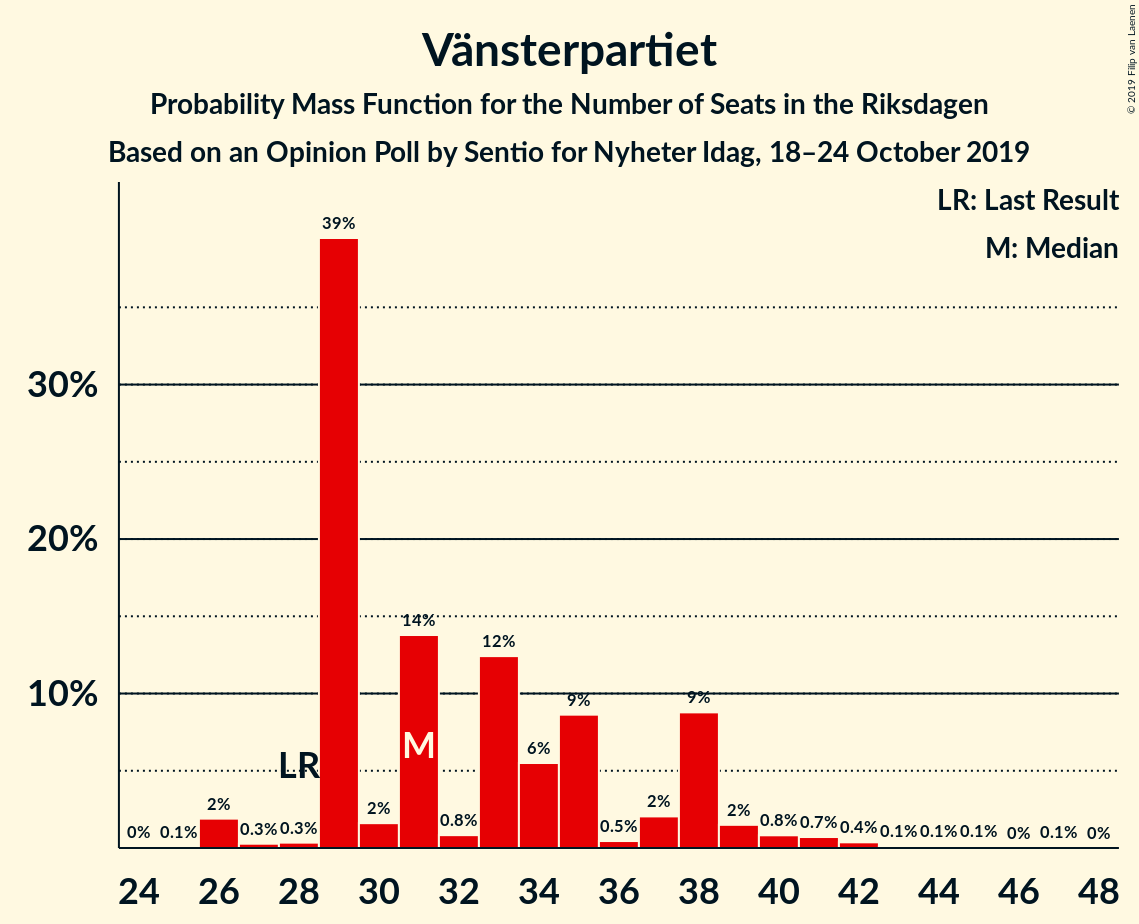 Vänsterpartiet
Probability Mass Function for the Number of Seats in the Riksdagen
Based on an Opinion Poll by Sentio for Nyheter Idag, 18–24 October 2019
© 2019 Filip van Laenen
LR: Last Result
M: Median
39%
30%
20%
14%
12%
10%
9%
9%
6%
M
LR
0% 0.1% 2% 0.3% 0.3% 2% 0.8% 0.5% 2% 2% 0.8% 0.7% 0.4% 0.1% 0.1% 0.1% 0% 0.1% 0%
24 26 28 30 32 34 36 38 40 42 44 46 48